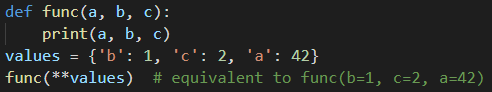 def func(a, b, c):
    print(a, b, c)
values = {'b': 1, 'c': 2, 'a': 42}
func(**values)  # equivalent to func(b=1, c=2, a=42)